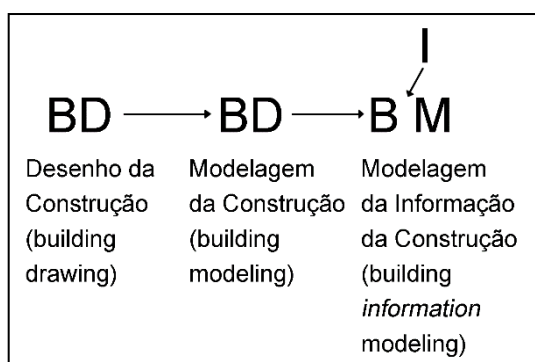 I
BD BD B M
Desenho da
Construção
(building
drawing)
Modelagem
da Construção
(building
modeling)
Modelagem
da Informação
da Construção
(building
information
modeling)